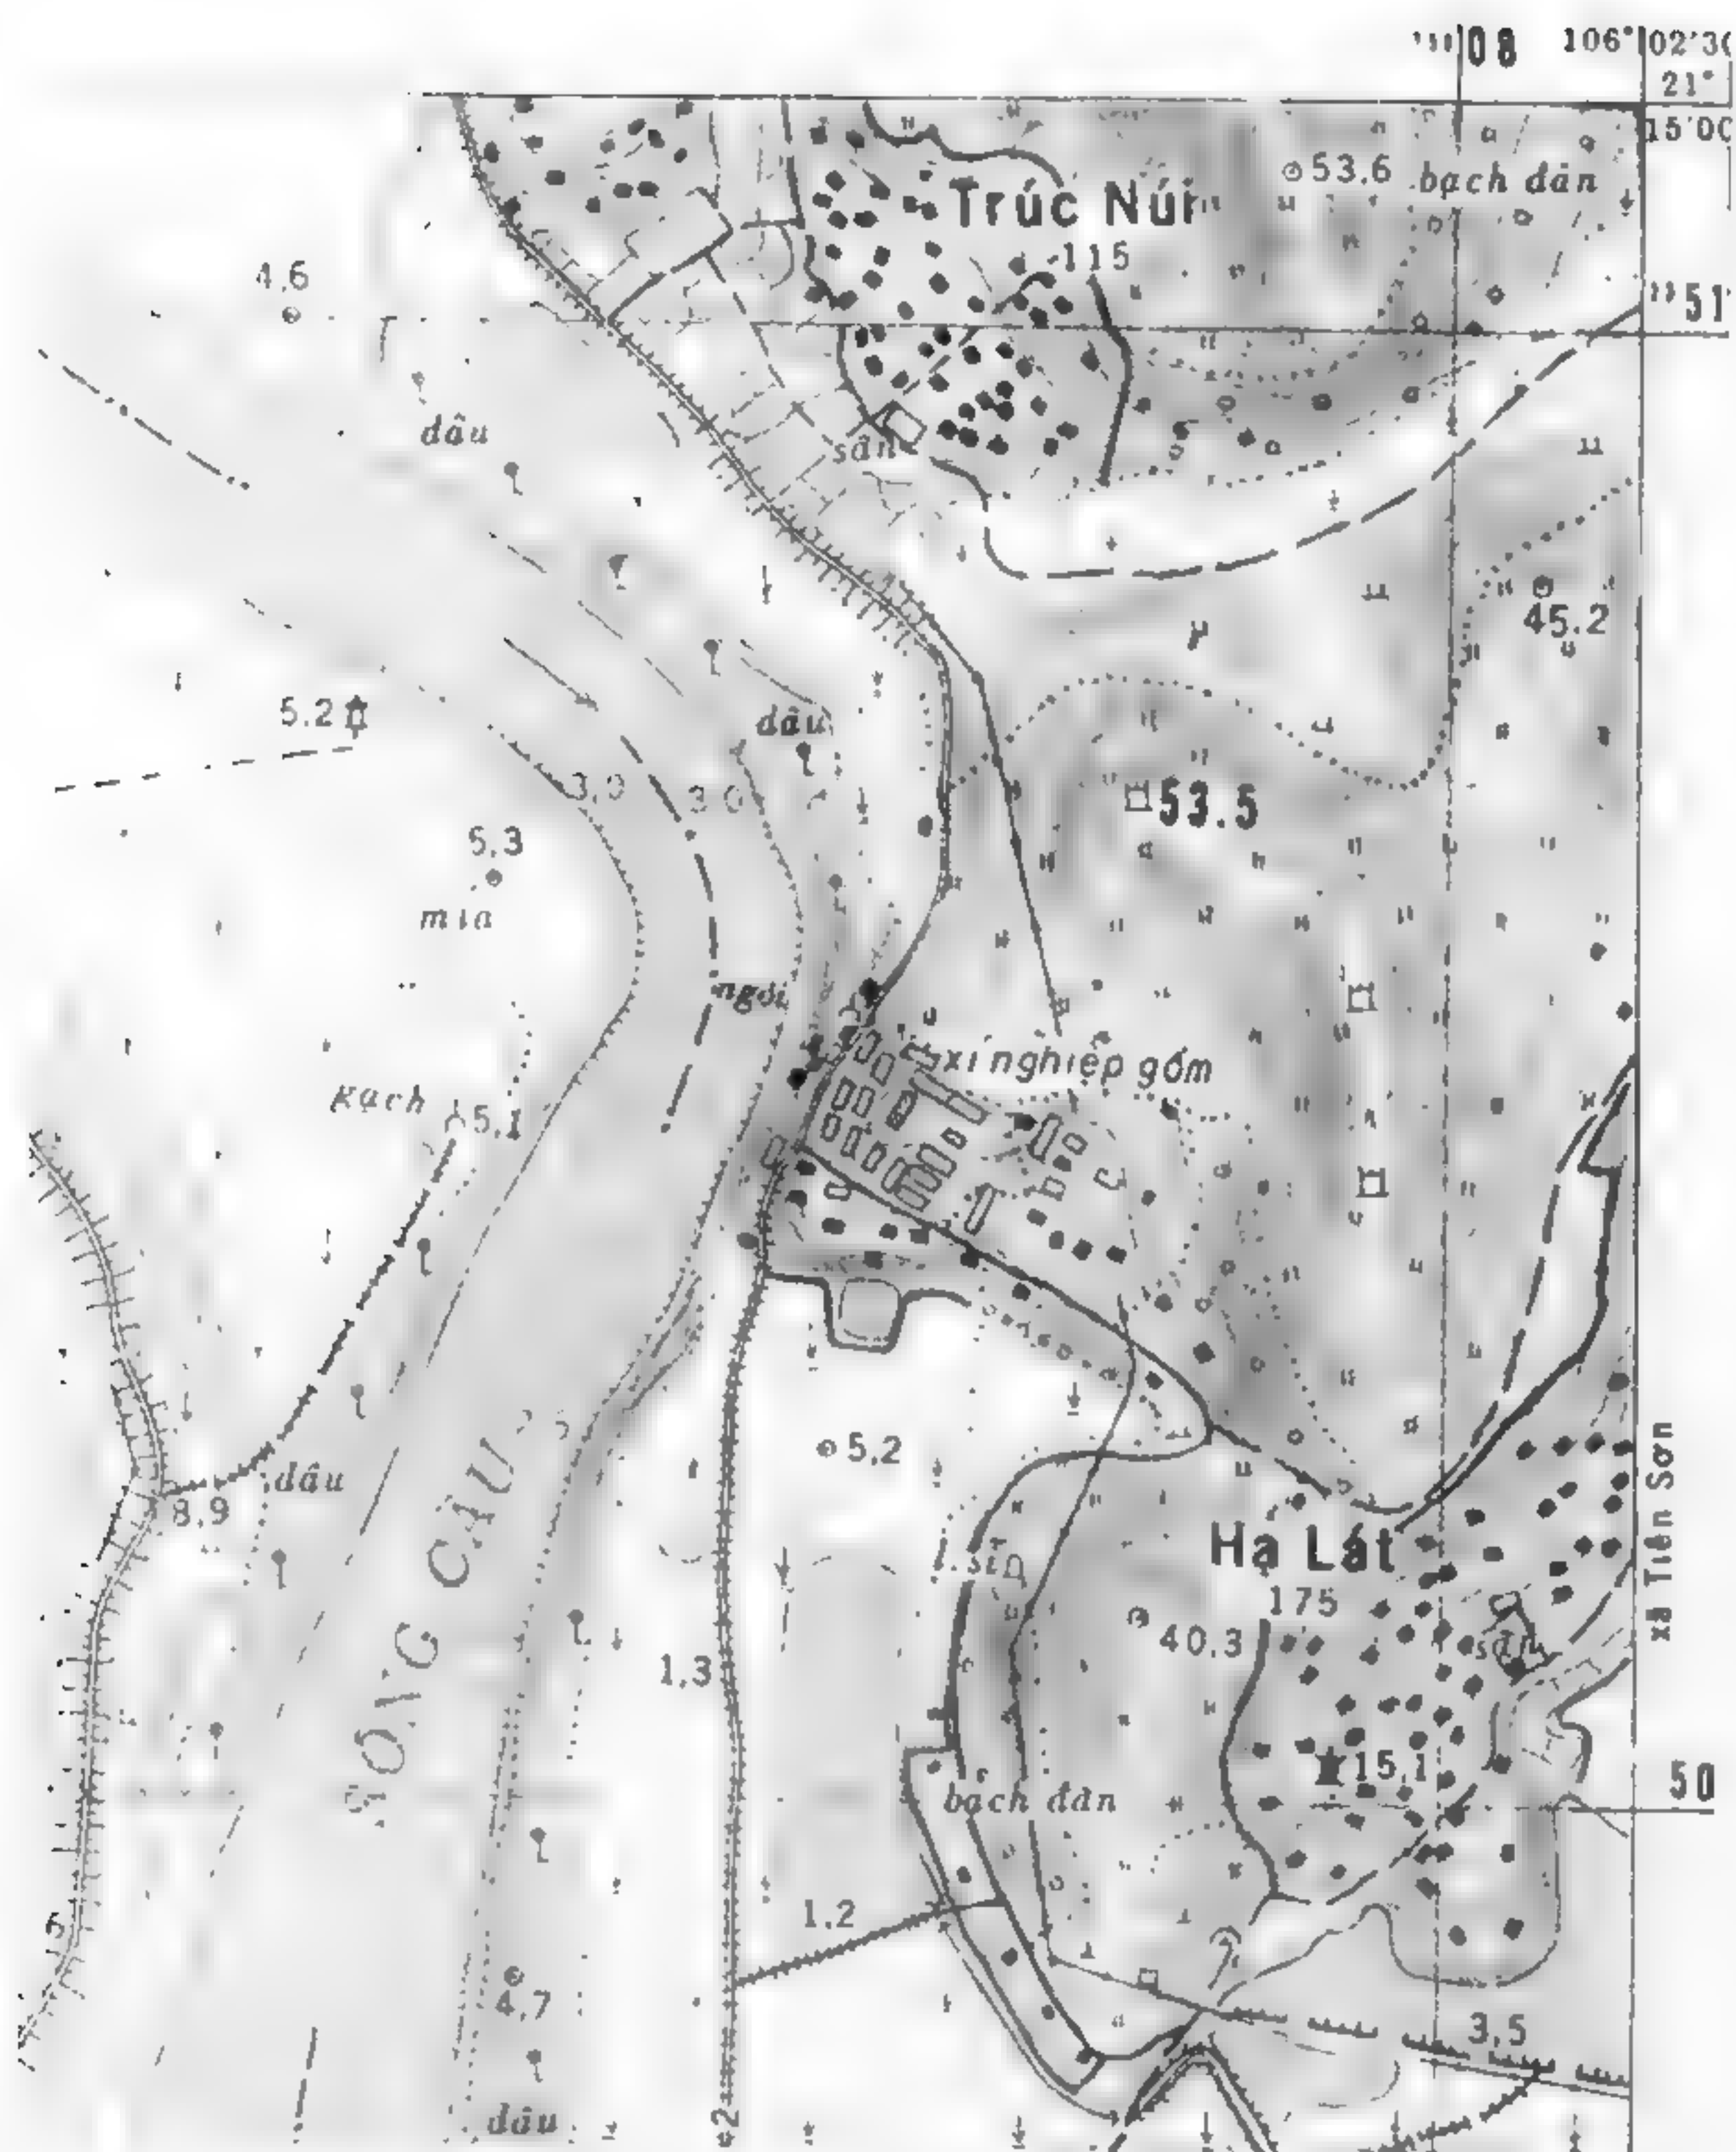 08 106° 02'30
21°
15'00
53.6 bạch đàn
Trúc Núi
115
4.6
51
dâu
sân
45.2
5.2
dâu
3.0 3.0
53.5
5.3
mía
ngói
xí nghiệp gốm
gạch 5.1
5.2
dâu
8.9
Hạ Lát
175
xã Tiên Sơn
SÔNG CẦU
40.3
sân
1.3
15.1
50
bạch đàn
1.2
4.7
3.5
dâu
2